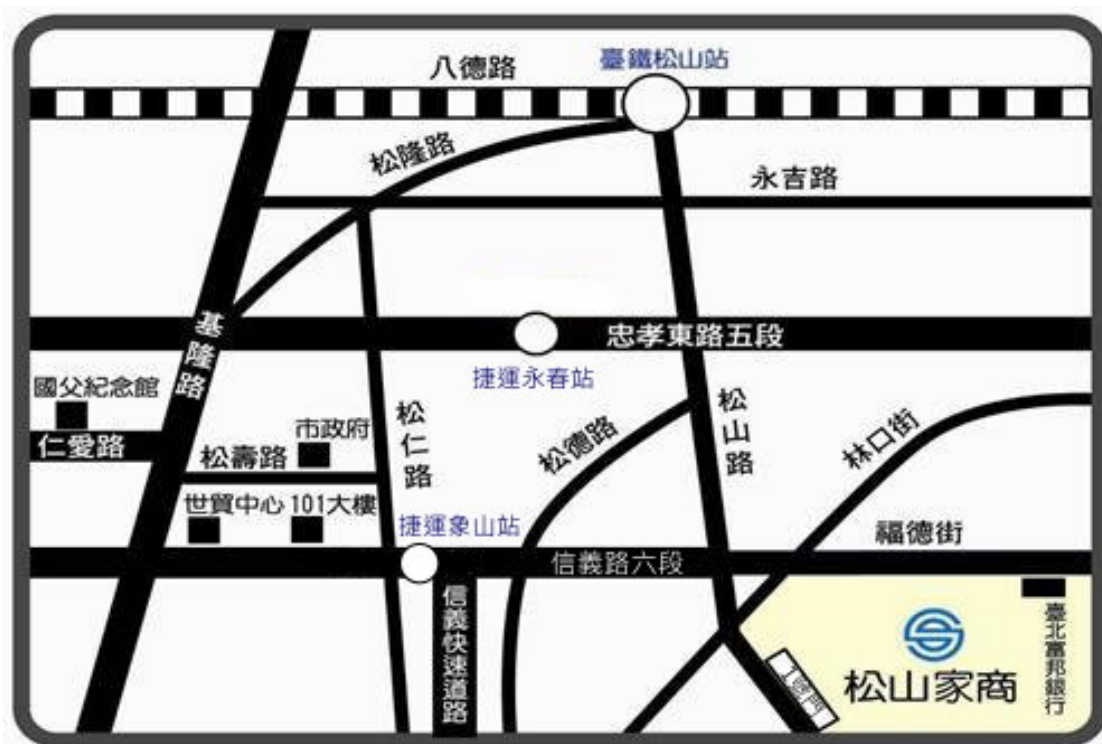 八德路
臺鐵松山站
松隆路
永吉路
基隆路
忠孝東路五段
捷運永春站
國父紀念館
仁愛路
市政府
松壽路
松仁路
松德路
松山路
林口街
世貿中心
101大樓
捷運象山站
信義路六段
福德街
信義快速道路
1號門
松山家商
臺北富邦銀行